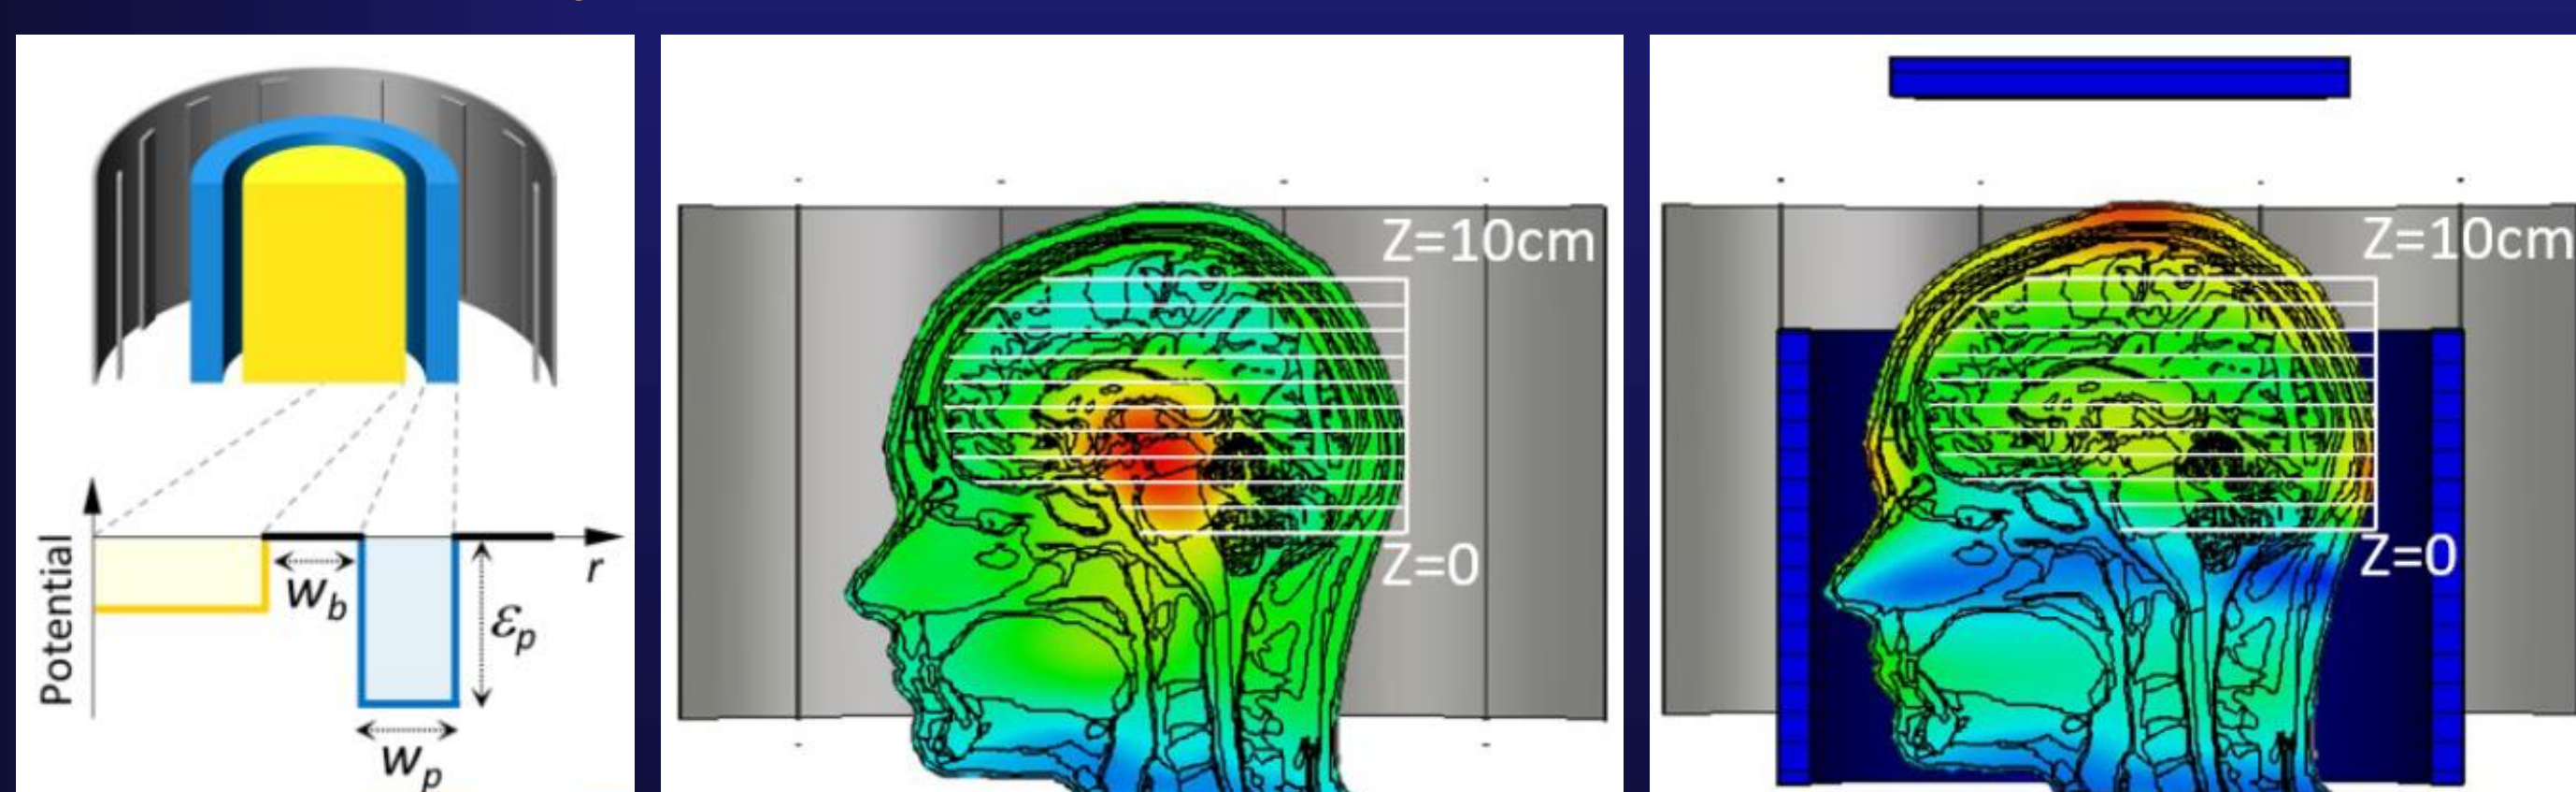 Potential
w_b
ε_p
r
w_p
Z=10cm
Z=0
Z=10cm
Z=0